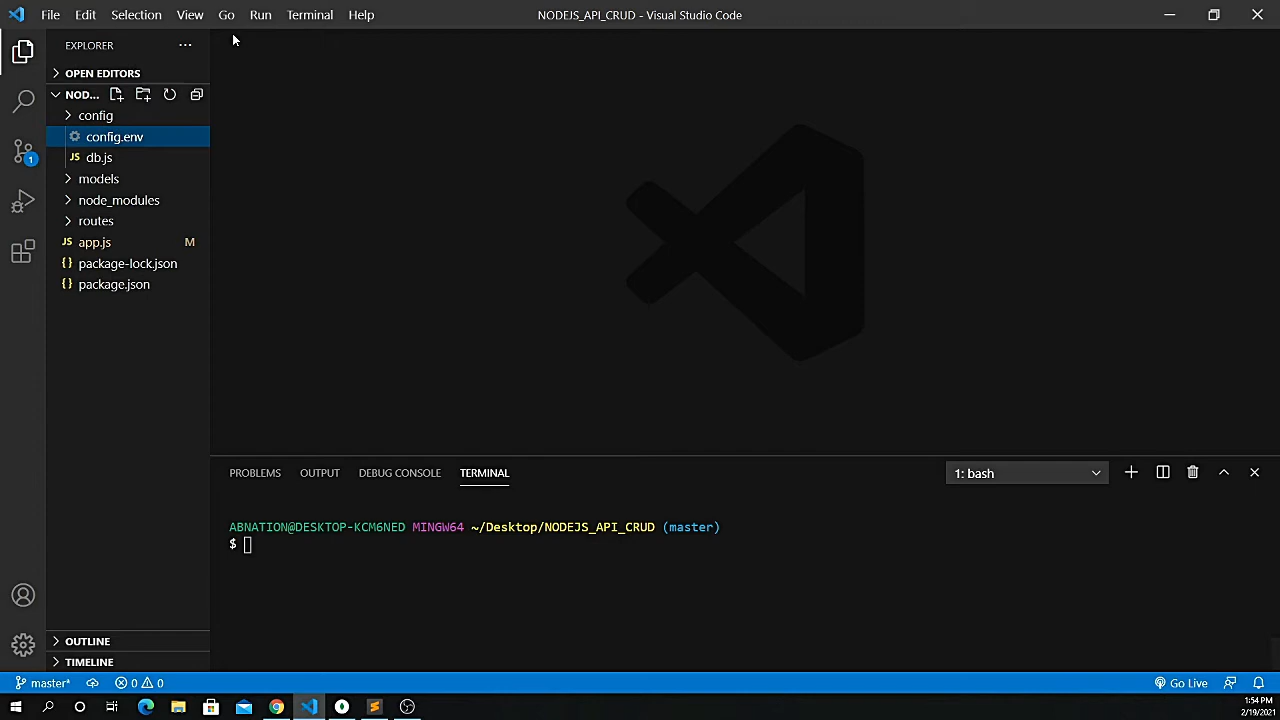 File Edit Selection View Go Run Terminal Help NODEJS_API_CRUD - Visual Studio Code
EXPLORER ···
OPEN EDITORS
NOD...
config
config.env
JS db.js
models
node_modules
routes
JS app.js M
{} package-lock.json
{} package.json
OUTLINE
TIMELINE
1
PROBLEMS OUTPUT DEBUG CONSOLE TERMINAL 1: bash
ABNATION@DESKTOP-KCM6NED MINGW64 ~/Desktop/NODEJS_API_CRUD (master)
$
master* 0 0 Go Live
1:54 PM
2/19/2021